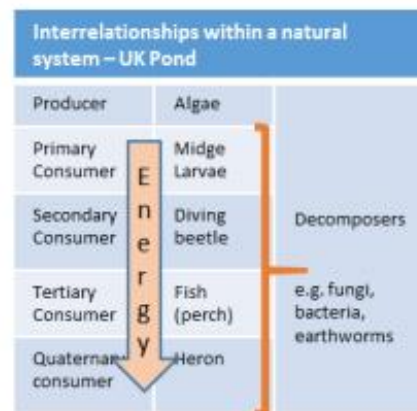 Interrelationships within a natural
system – UK Pond
Producer
Algae
Primary
Consumer
Midge
Larvae
Secondary
Consumer
Diving
beetle
Tertiary
Consumer
Fish
(perch)
Quaternary
consumer
Heron
E
n
e
r
g
y
Decomposers
e.g. fungi,
bacteria,
earthworms